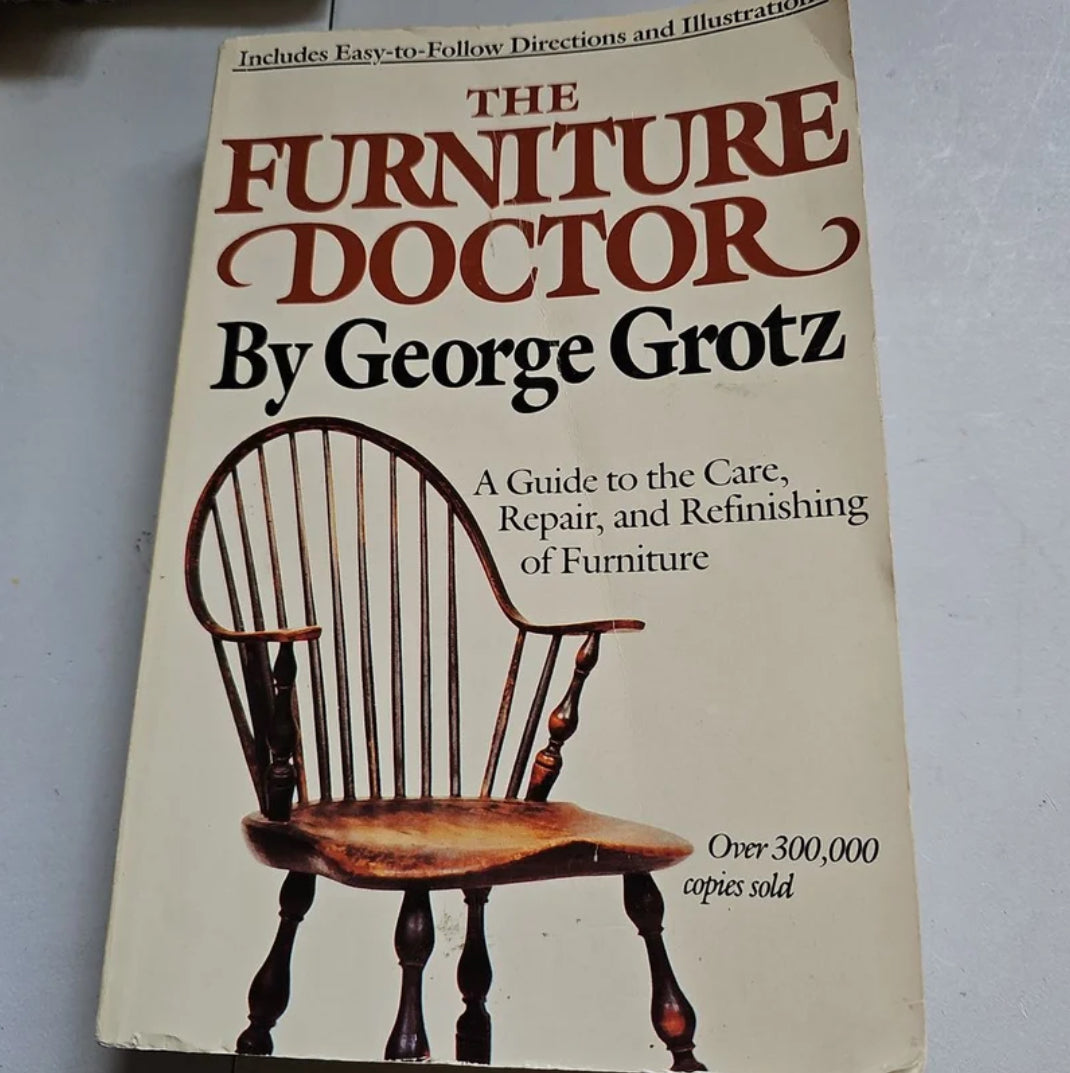 Includes Easy-to-Follow Directions and Illustration
THE
FURNITURE
DOCTOR
By George Grotz
A Guide to the Care,
Repair, and Refinishing
of Furniture
Over 300,000
copies sold